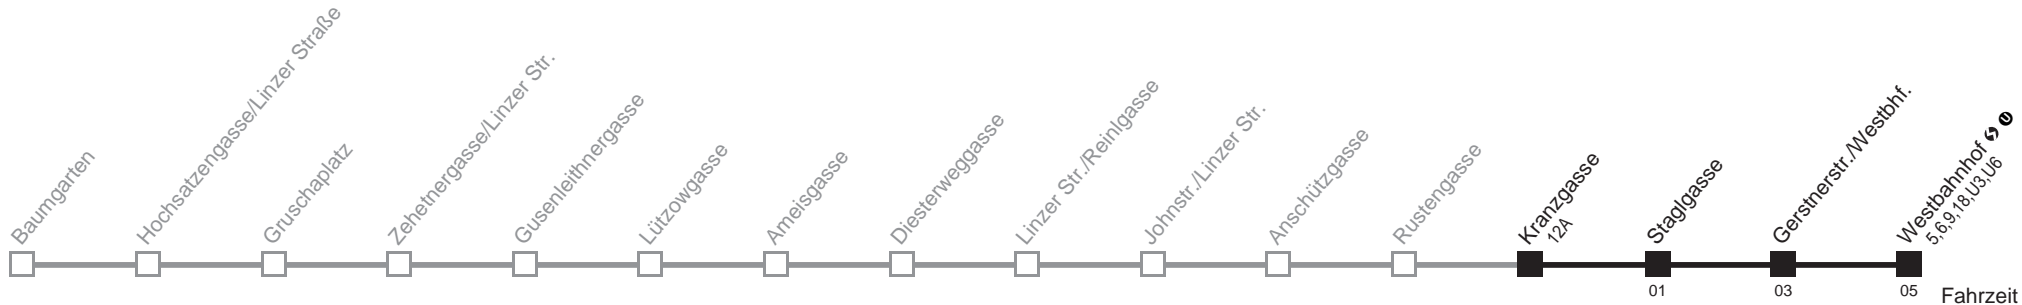 Baumgarten
Hochsatzengasse/Linzer Straße
Gruschaplatz
Zehetnergasse/Linzer Str.
Gusenleithnergasse
Lützowgasse
Ameisgasse
Diesterweggasse
Linzer Str./Reinlgasse
Johnstr./Linzer Str.
Anschützgasse
Rustengasse
Kranzgasse
12A
Staglgasse
Gerstnerstr./Westbhf.
Westbahnhof S U
5,6,9,18,U3,U6
01
03
05
Fahrzeit